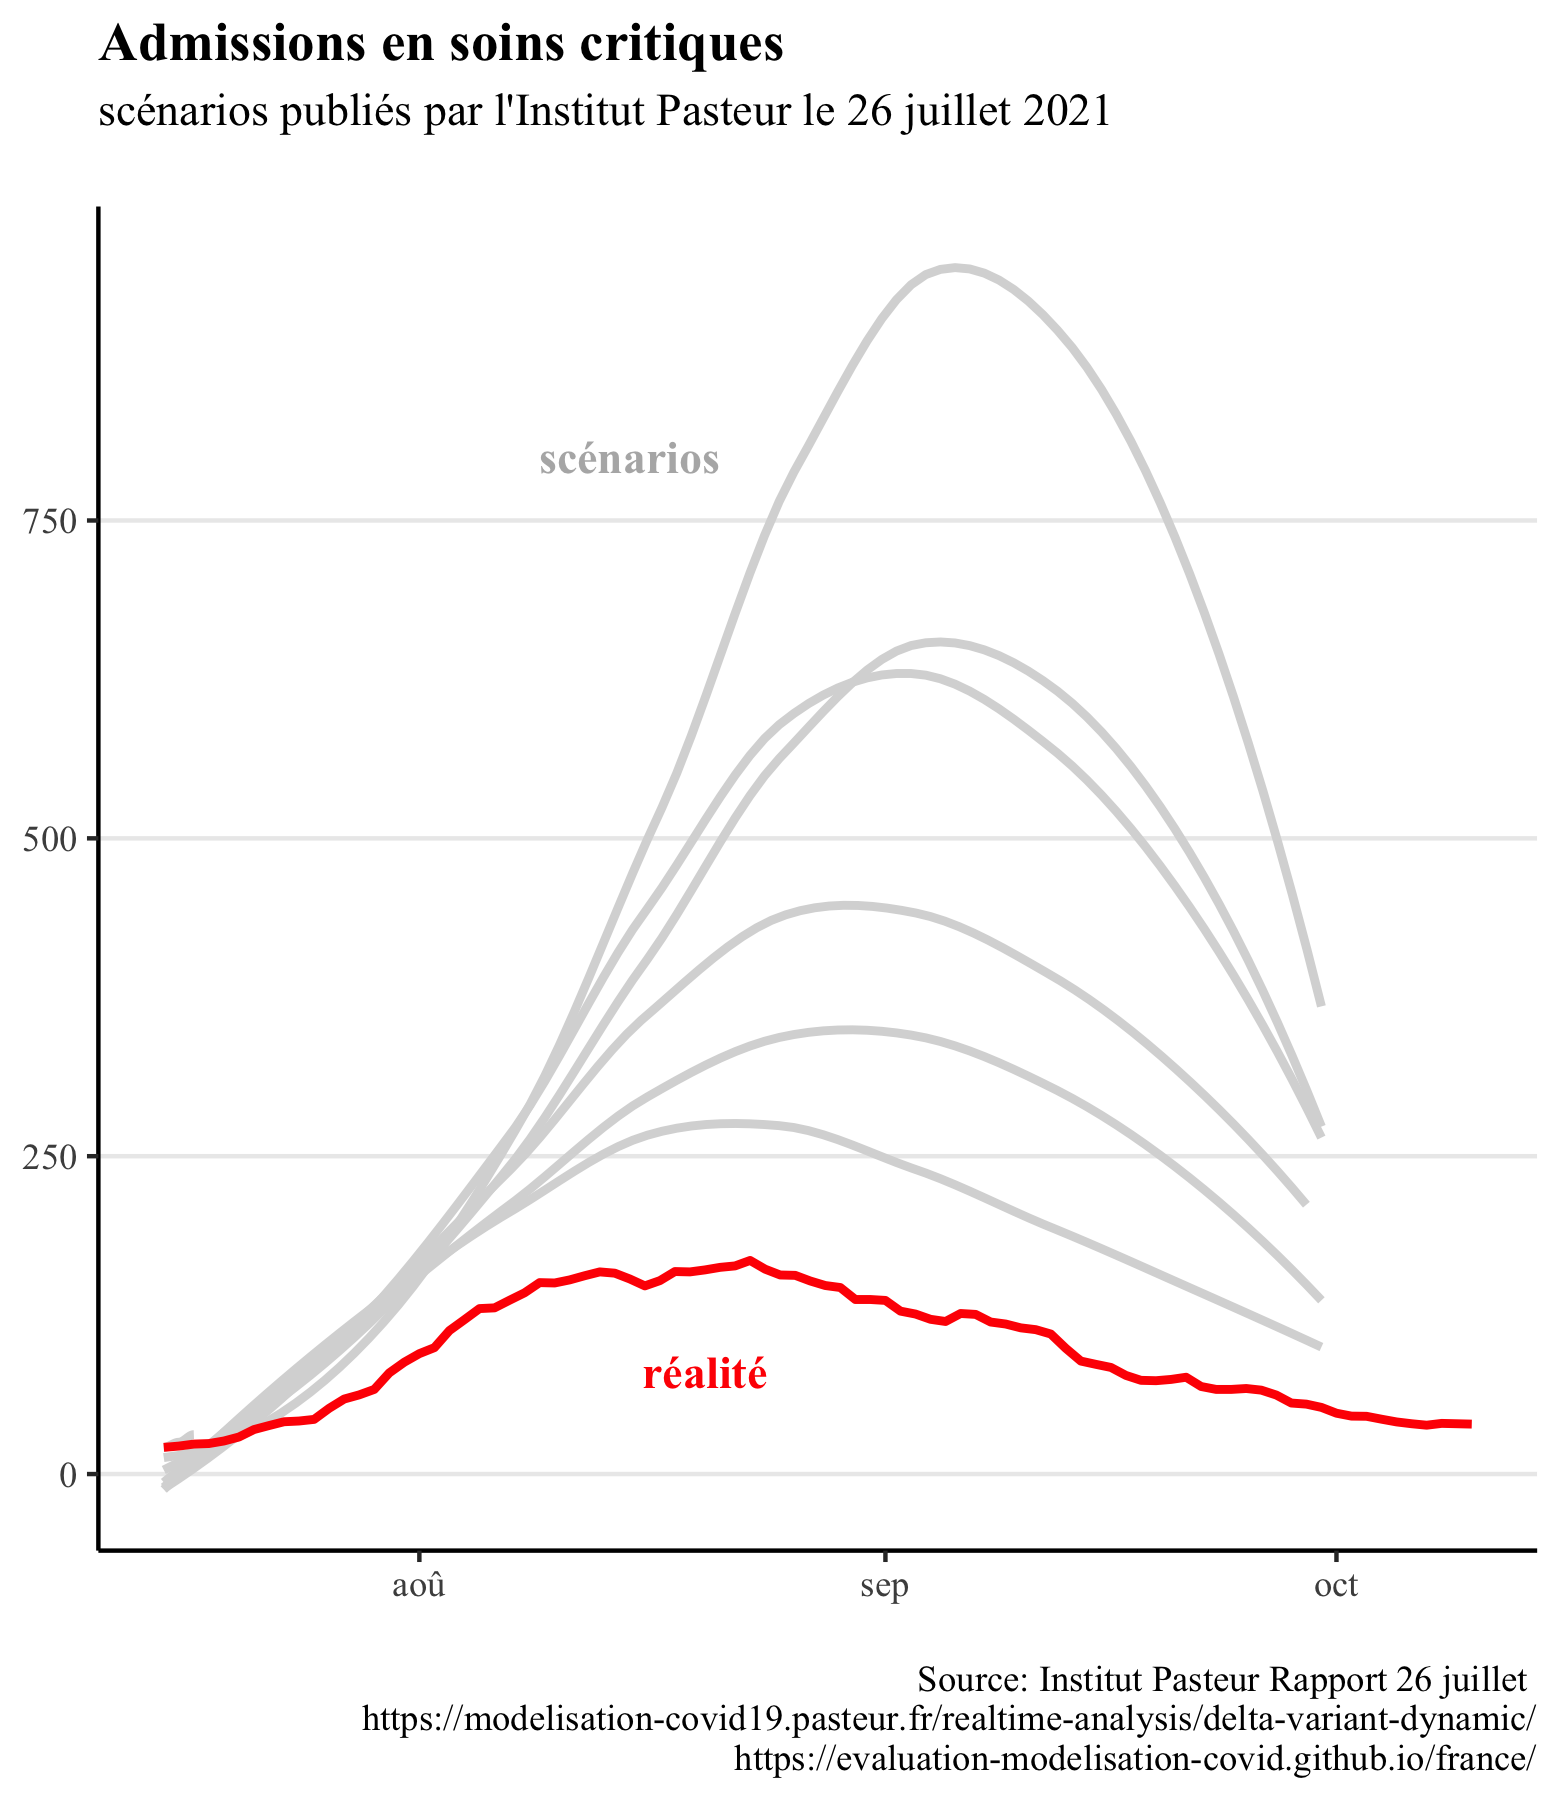 Admissions en soins critiques
scénarios publiés par l'Institut Pasteur le 26 juillet 2021
scénarios
750
500
250
réalité
0
aoû
sep
oct
Source: Institut Pasteur Rapport 26 juillet
https://modelisation-covid19.pasteur.fr/realtime-analysis/delta-variant-dynamic/
https://evaluation-modelisation-covid.github.io/france/